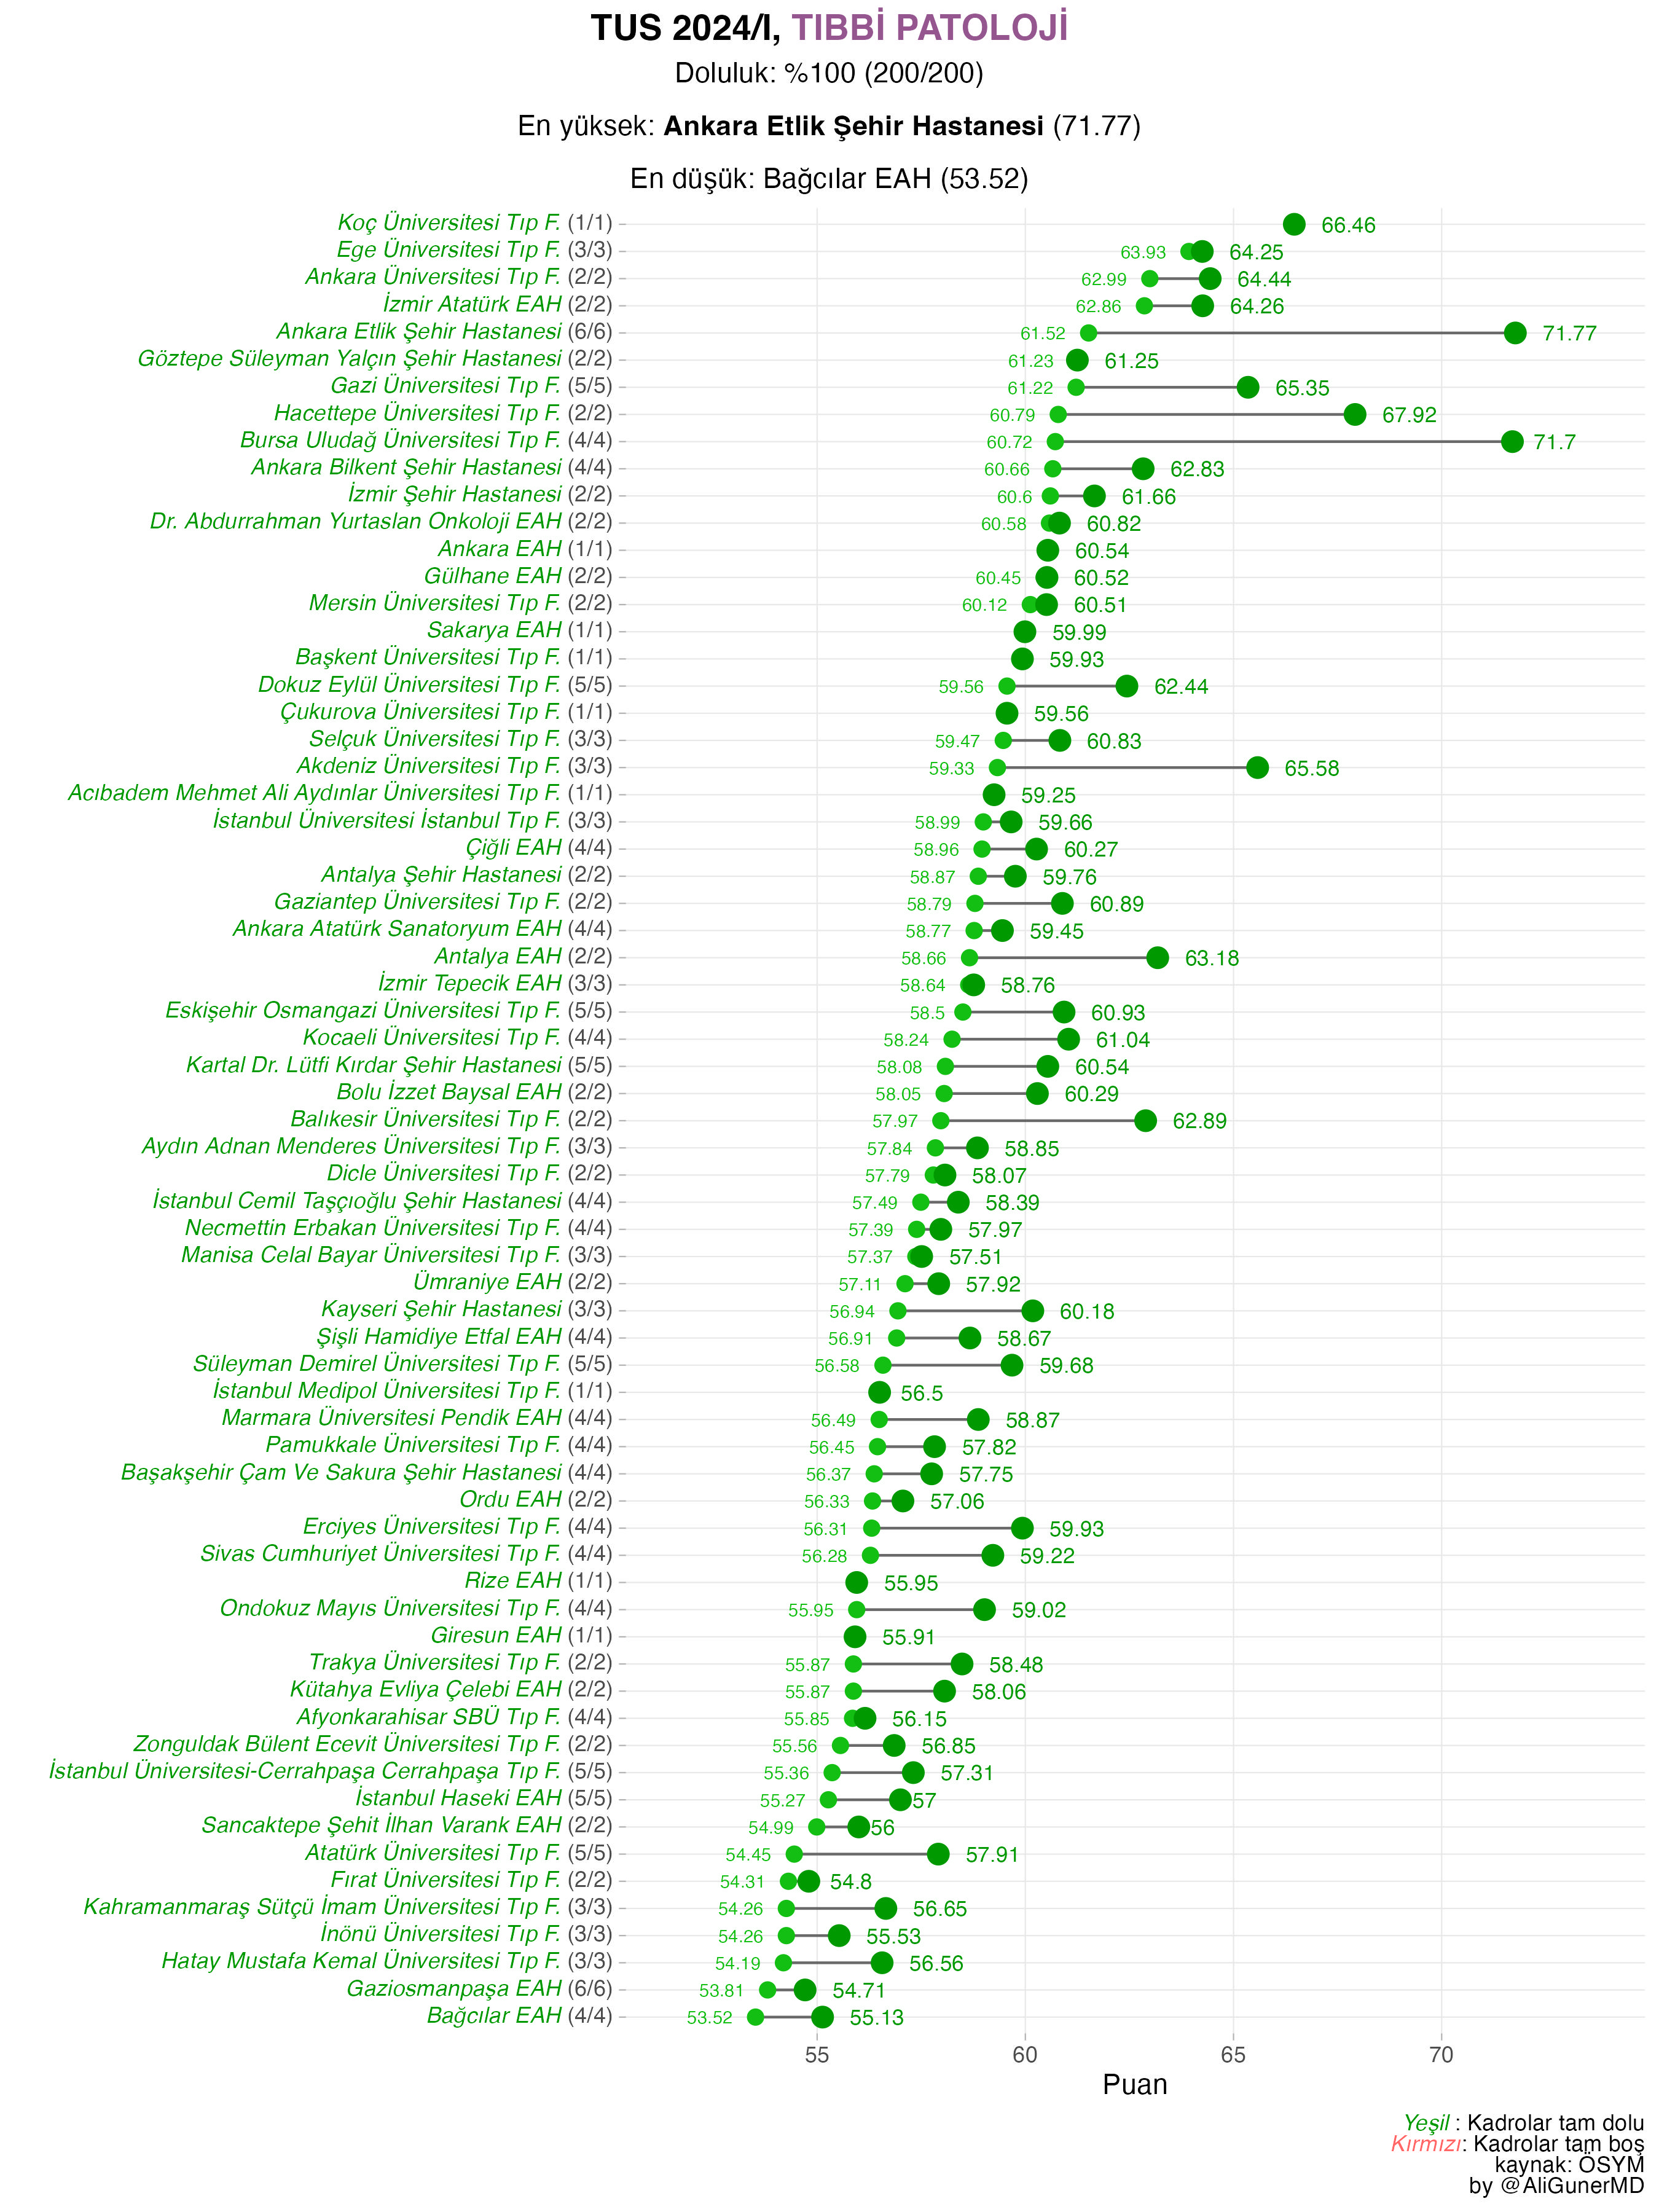 TUS 2024/I, TIBBİ PATOLOJİ
Doluluk: %100 (200/200)
En yüksek: Ankara Etlik Şehir Hastanesi (71.77)
En düşük: Bağcılar EAH (53.52)
Koç Üniversitesi Tıp F. (1/1) 66.46
Ege Üniversitesi Tıp F. (3/3) 63.93 64.25
Ankara Üniversitesi Tıp F. (2/2) 62.99 64.44
İzmir Atatürk EAH (2/2) 62.86 64.26
Ankara Etlik Şehir Hastanesi (6/6) 61.52 71.77
Göztepe Süleyman Yalçın Şehir Hastanesi (2/2) 61.23 61.25
Gazi Üniversitesi Tıp F. (5/5) 61.22 65.35
Hacettepe Üniversitesi Tıp F. (2/2) 60.79 67.92
Bursa Uludağ Üniversitesi Tıp F. (4/4) 60.72 71.7
Ankara Bilkent Şehir Hastanesi (4/4) 60.66 62.83
İzmir Şehir Hastanesi (2/2) 60.6 61.66
Dr. Abdurrahman Yurtaslan Onkoloji EAH (2/2) 60.58 60.82
Ankara EAH (1/1) 60.54
Gülhane EAH (2/2) 60.45 60.52
Mersin Üniversitesi Tıp F. (2/2) 60.12 60.51
Sakarya EAH (1/1) 59.99
Başkent Üniversitesi Tıp F. (1/1) 59.93
Dokuz Eylül Üniversitesi Tıp F. (5/5) 59.56 62.44
Çukurova Üniversitesi Tıp F. (1/1) 59.56
Selçuk Üniversitesi Tıp F. (3/3) 59.47 60.83
Akdeniz Üniversitesi Tıp F. (3/3) 59.33 65.58
Acıbadem Mehmet Ali Aydınlar Üniversitesi Tıp F. (1/1) 59.25
İstanbul Üniversitesi İstanbul Tıp F. (3/3) 58.99 59.66
Çiğli EAH (4/4) 58.96 60.27
Antalya Şehir Hastanesi (2/2) 58.87 59.76
Gaziantep Üniversitesi Tıp F. (2/2) 58.79 60.89
Ankara Atatürk Sanatoryum EAH (4/4) 58.77 59.45
Antalya EAH (2/2) 58.66 63.18
İzmir Tepecik EAH (3/3) 58.64 58.76
Eskişehir Osmangazi Üniversitesi Tıp F. (5/5) 58.5 60.93
Kocaeli Üniversitesi Tıp F. (4/4) 58.24 61.04
Kartal Dr. Lütfi Kırdar Şehir Hastanesi (5/5) 58.08 60.54
Bolu İzzet Baysal EAH (2/2) 58.05 60.29
Balıkesir Üniversitesi Tıp F. (2/2) 57.97 62.89
Aydın Adnan Menderes Üniversitesi Tıp F. (3/3) 57.84 58.85
Dicle Üniversitesi Tıp F. (2/2) 57.79 58.07
İstanbul Cemil Taşçıoğlu Şehir Hastanesi (4/4) 57.49 58.39
Necmettin Erbakan Üniversitesi Tıp F. (4/4) 57.39 57.97
Manisa Celal Bayar Üniversitesi Tıp F. (3/3) 57.37 57.51
Ümraniye EAH (2/2) 57.11 57.92
Kayseri Şehir Hastanesi (3/3) 56.94 60.18
Şişli Hamidiye Etfal EAH (4/4) 56.91 58.67
Süleyman Demirel Üniversitesi Tıp F. (5/5) 56.58 59.68
İstanbul Medipol Üniversitesi Tıp F. (1/1) 56.5
Marmara Üniversitesi Pendik EAH (4/4) 56.49 58.87
Pamukkale Üniversitesi Tıp F. (4/4) 56.45 57.82
Başakşehir Çam Ve Sakura Şehir Hastanesi (4/4) 56.37 57.75
Ordu EAH (2/2) 56.33 57.06
Erciyes Üniversitesi Tıp F. (4/4) 56.31 59.93
Sivas Cumhuriyet Üniversitesi Tıp F. (4/4) 56.28 59.22
Rize EAH (1/1) 55.95
Ondokuz Mayıs Üniversitesi Tıp F. (4/4) 55.95 59.02
Giresun EAH (1/1) 55.91
Trakya Üniversitesi Tıp F. (2/2) 55.87 58.48
Kütahya Evliya Çelebi EAH (2/2) 55.87 58.06
Afyonkarahisar SBÜ Tıp F. (4/4) 55.85 56.15
Zonguldak Bülent Ecevit Üniversitesi Tıp F. (2/2) 55.56 56.85
İstanbul Üniversitesi-Cerrahpaşa Cerrahpaşa Tıp F. (5/5) 55.36 57.31
İstanbul Haseki EAH (5/5) 55.27 57
Sancaktepe Şehit İlhan Varank EAH (2/2) 54.99 56
Atatürk Üniversitesi Tıp F. (5/5) 54.45 57.91
Fırat Üniversitesi Tıp F. (2/2) 54.31 54.8
Kahramanmaraş Sütçü İmam Üniversitesi Tıp F. (3/3) 54.26 56.65
İnönü Üniversitesi Tıp F. (3/3) 54.26 55.53
Hatay Mustafa Kemal Üniversitesi Tıp F. (3/3) 54.19 56.56
Gaziosmanpaşa EAH (6/6) 53.81 54.71
Bağcılar EAH (4/4) 53.52 55.13
55 60 65 70
Puan
Yeşil : Kadrolar tam dolu
Kırmızı: Kadrolar tam boş
kaynak: ÖSYM
by @AliGunerMD